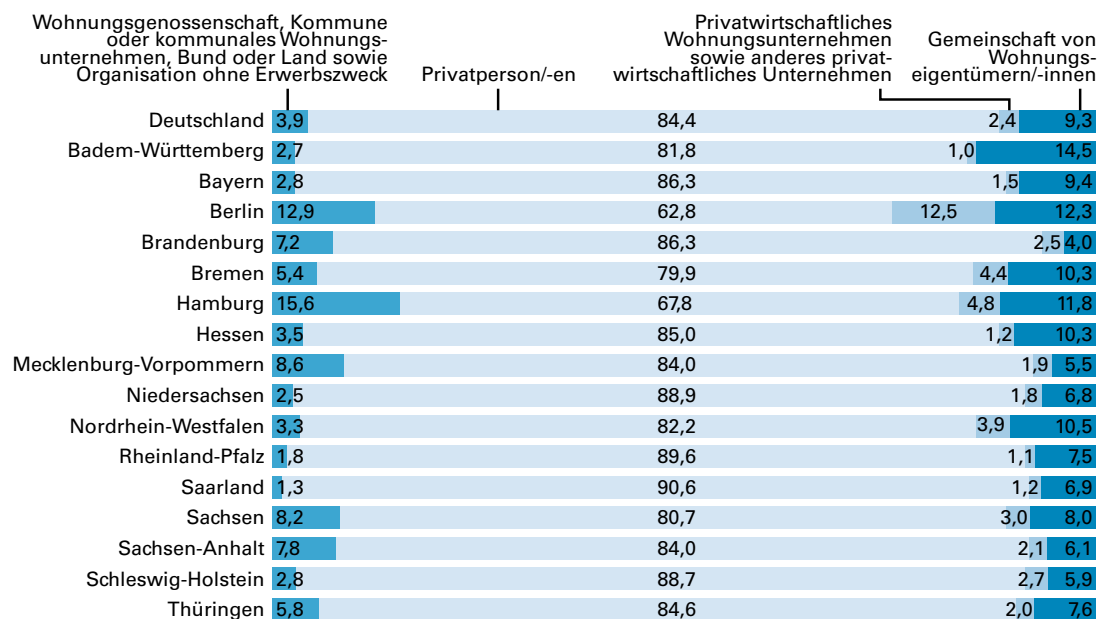 Wohnungsgenossenschaft, Kommune
oder kommunales Wohnungs-
unternehmen, Bund oder Land sowie
Organisation ohne Erwerbszweck
Privatperson/-en
Privatwirtschaftliches
Wohnungsunternehmen
sowie anderes privat-
wirtschaftliches Unternehmen
Gemeinschaft von
Wohnungs-
eigentümern/-innen
Deutschland 3,9 84,4 2,4 9,3
Badem-Württemberg 2,7 81,8 1,0 14,5
Bayern 2,8 86,3 1,5 9,4
Berlin 12,9 62,8 12,5 12,3
Brandenburg 7,2 86,3 2,5 4,0
Bremen 5,4 79,9 4,4 10,3
Hamburg 15,6 67,8 4,8 11,8
Hessen 3,5 85,0 1,2 10,3
Mecklenburg-Vorpommern 8,6 84,0 1,9 5,5
Niedersachsen 2,5 88,9 1,8 6,8
Nordrhein-Westfalen 3,3 82,2 3,9 10,5
Rheinland-Pfalz 1,8 89,6 1,1 7,5
Saarland 1,3 90,6 1,2 6,9
Sachsen 8,2 80,7 3,0 8,0
Sachsen-Anhalt 7,8 84,0 2,1 6,1
Schleswig-Holstein 2,8 88,7 2,7 5,9
Thüringen 5,8 84,6 2,0 7,6